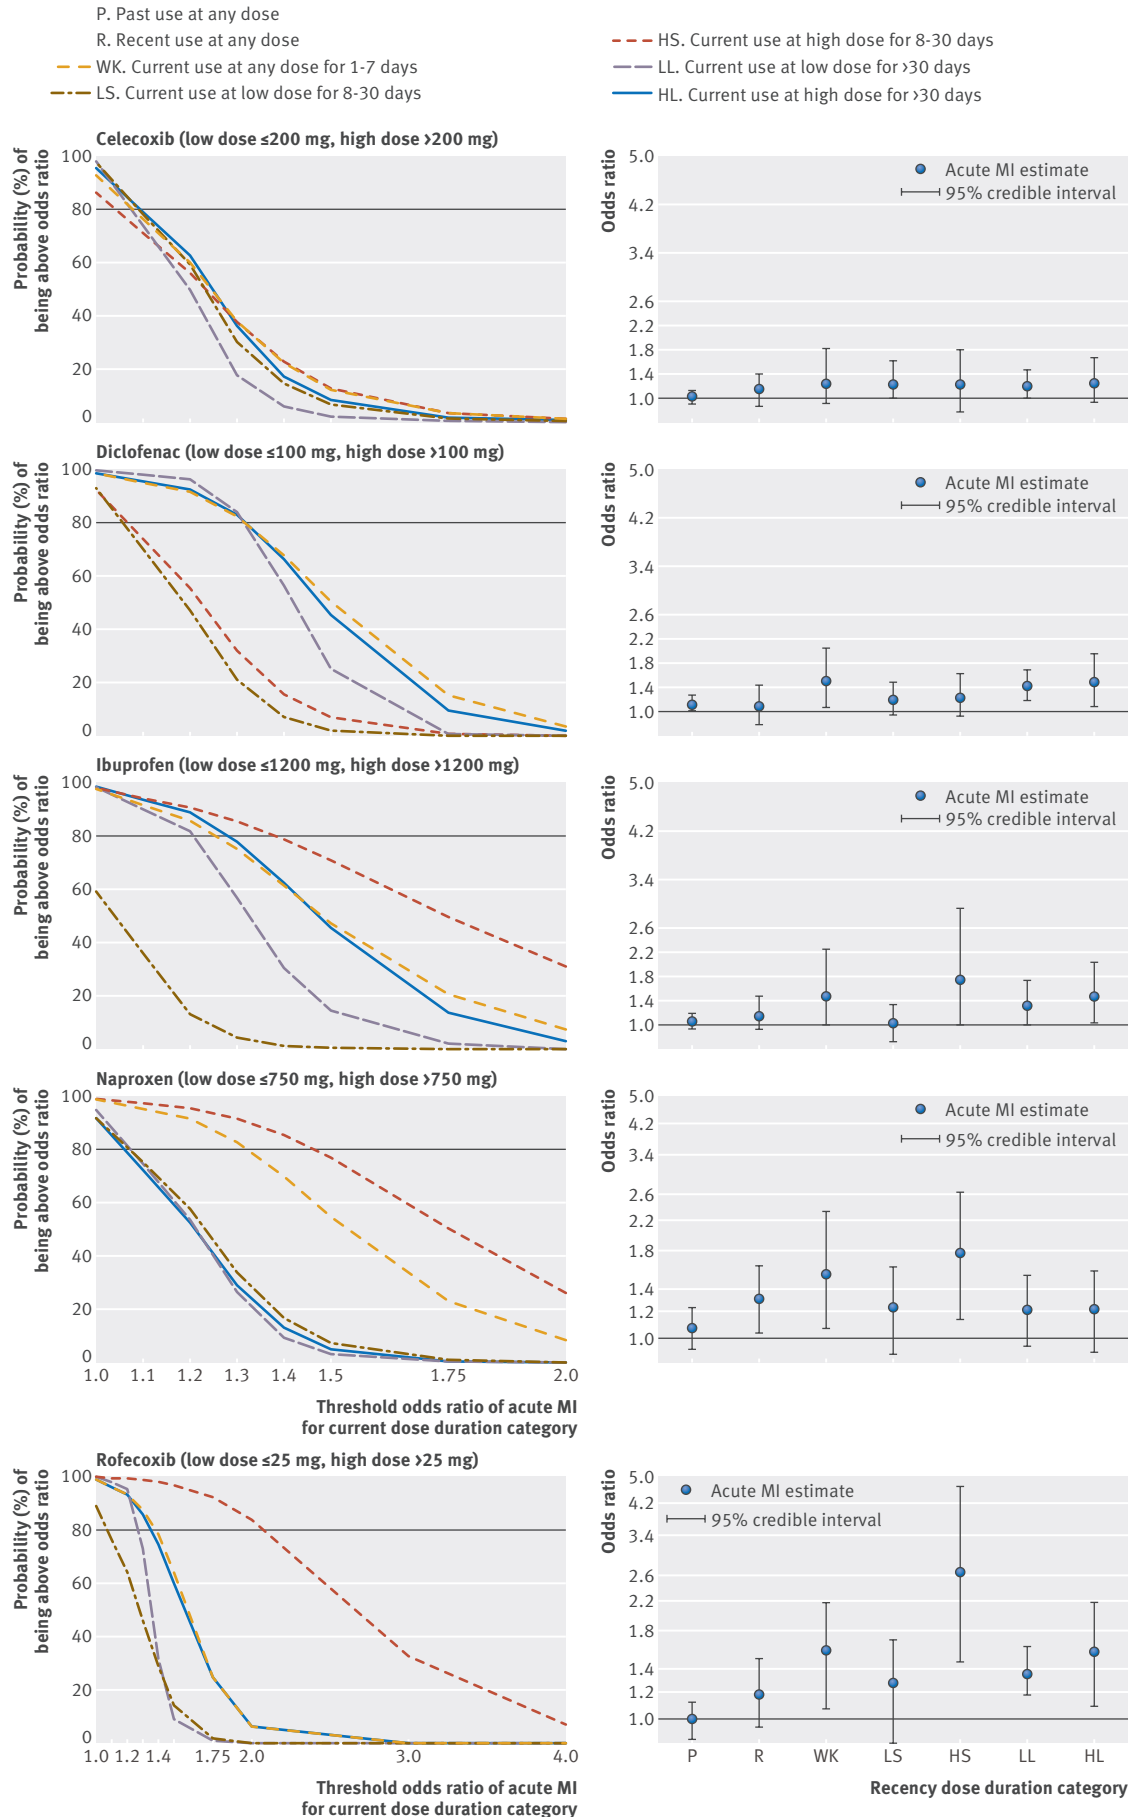 P. Past use at any dose
R. Recent use at any dose
WK. Current use at any dose for 1-7 days
LS. Current use at low dose for 8-30 days
HS. Current use at high dose for 8-30 days
LL. Current use at low dose for >30 days
HL. Current use at high dose for >30 days
Celecoxib (low dose ≤200 mg, high dose >200 mg)
Probability (%) of
being above odds ratio
100
80
60
40
20
0
Odds ratio
5.0
4.2
3.4
2.6
2.2
1.8
1.4
1.0
Acute MI estimate
95% credible interval
Diclofenac (low dose ≤100 mg, high dose >100 mg)
Probability (%) of
being above odds ratio
100
80
60
40
20
0
Odds ratio
5.0
4.2
3.4
2.6
2.2
1.8
1.4
1.0
Acute MI estimate
95% credible interval
Ibuprofen (low dose ≤1200 mg, high dose >1200 mg)
Probability (%) of
being above odds ratio
100
80
60
40
20
0
Odds ratio
5.0
4.2
3.4
2.6
2.2
1.8
1.4
1.0
Acute MI estimate
95% credible interval
Naproxen (low dose ≤750 mg, high dose >750 mg)
Probability (%) of
being above odds ratio
100
80
60
40
20
0
1.0 1.1 1.2 1.3 1.4 1.5 1.75 2.0
Threshold odds ratio of acute MI
for current dose duration category
Odds ratio
5.0
4.2
3.4
2.6
2.2
1.8
1.4
1.2
1.0
Acute MI estimate
95% credible interval
Rofecoxib (low dose ≤25 mg, high dose >25 mg)
Probability (%) of
being above odds ratio
100
80
60
40
20
0
1.0 1.2 1.4 1.75 2.0 3.0 4.0
Threshold odds ratio of acute MI
for current dose duration category
Odds ratio
5.0
4.2
3.4
2.6
2.2
1.8
1.4
1.2
1.0
Acute MI estimate
95% credible interval
P R WK LS HS LL HL
Recency dose duration category